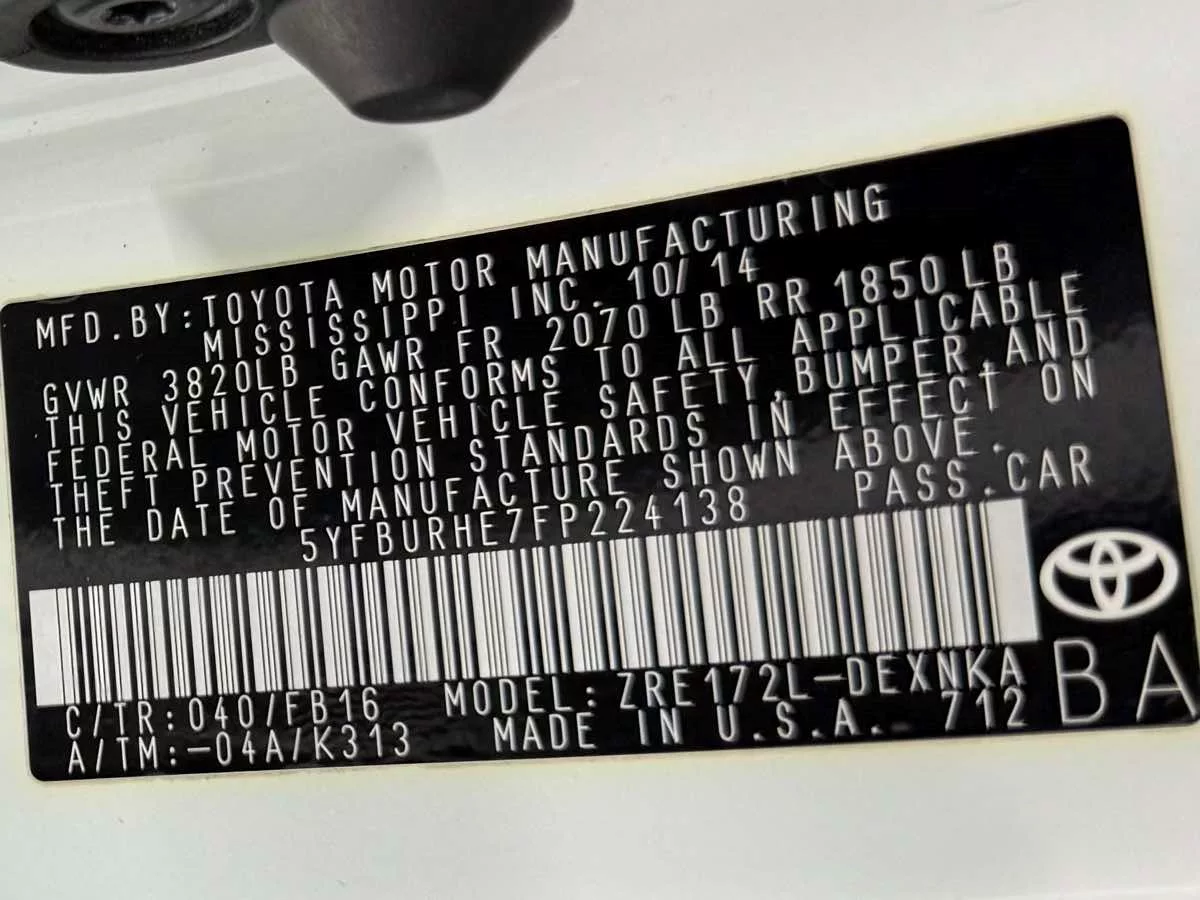 MFD.BY:TOYOTA MOTOR MANUFACTURING
MISSISSIPPI INC. 10/14
GVWR 3820LB GAWR FR 2070 LB RR 1850 LB
THIS VEHICLE CONFORMS TO ALL APPLICABLE
FEDERAL MOTOR VEHICLE SAFETY,BUMPER,AND
THEFT PREVENTION STANDARDS IN EFFECT ON
THE DATE OF MANUFACTURE SHOWN ABOVE.
5YFBURHE7FP224138 PASS.CAR
C/TR:040/FB16 MODEL:ZRE172L-DEXNKA
A/TM:-04A/K313 MADE IN U.S.A. 712
BA